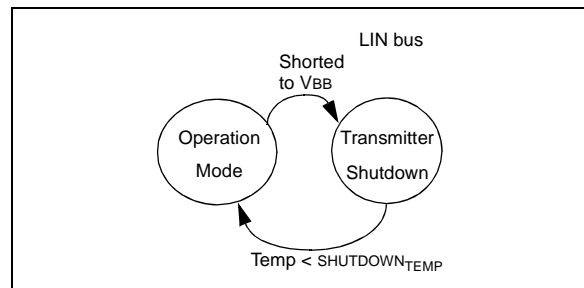 LIN bus
Shorted
to VBB
Operation
Mode
Transmitter
Shutdown
Temp < SHUTDOWNTEMP